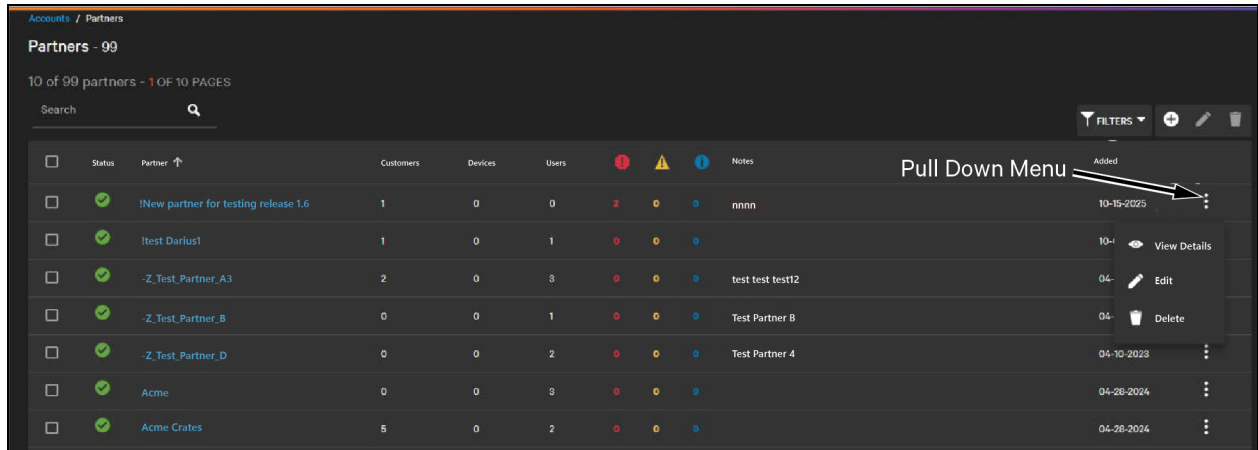 Accounts / Partners
Partners - 99
10 of 99 partners - 1 OF 10 PAGES
Search
FILTERS
Status Partner Customers Devices Users Notes Added
Pull Down Menu
!New partner for testing release 1.6 1 0 0 2 0 0 nnnn 10-15-2025
!test Darius1 1 0 1 0 0 0 10-
View Details
-Z_Test_Partner_A3 2 0 3 0 0 0 test test test12 04-
Edit
-Z_Test_Partner_B 0 0 1 0 0 0 Test Partner B 04-
Delete
-Z_Test_Partner_D 0 0 2 0 0 0 Test Partner 4 04-10-2023
Acme 0 0 3 0 0 0 04-28-2024
Acme Crates 5 0 2 0 0 0 04-28-2024